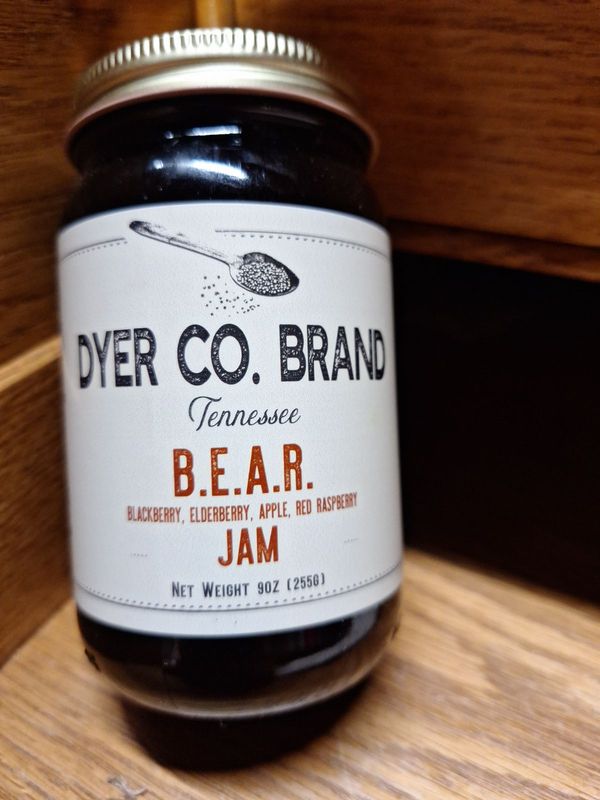 DYER CO. BRAND
Tennessee
B.E.A.R.
BLACKBERRY, ELDERBERRY, APPLE, RED RASPBERRY
JAM
NET WEIGHT 9OZ (255G)